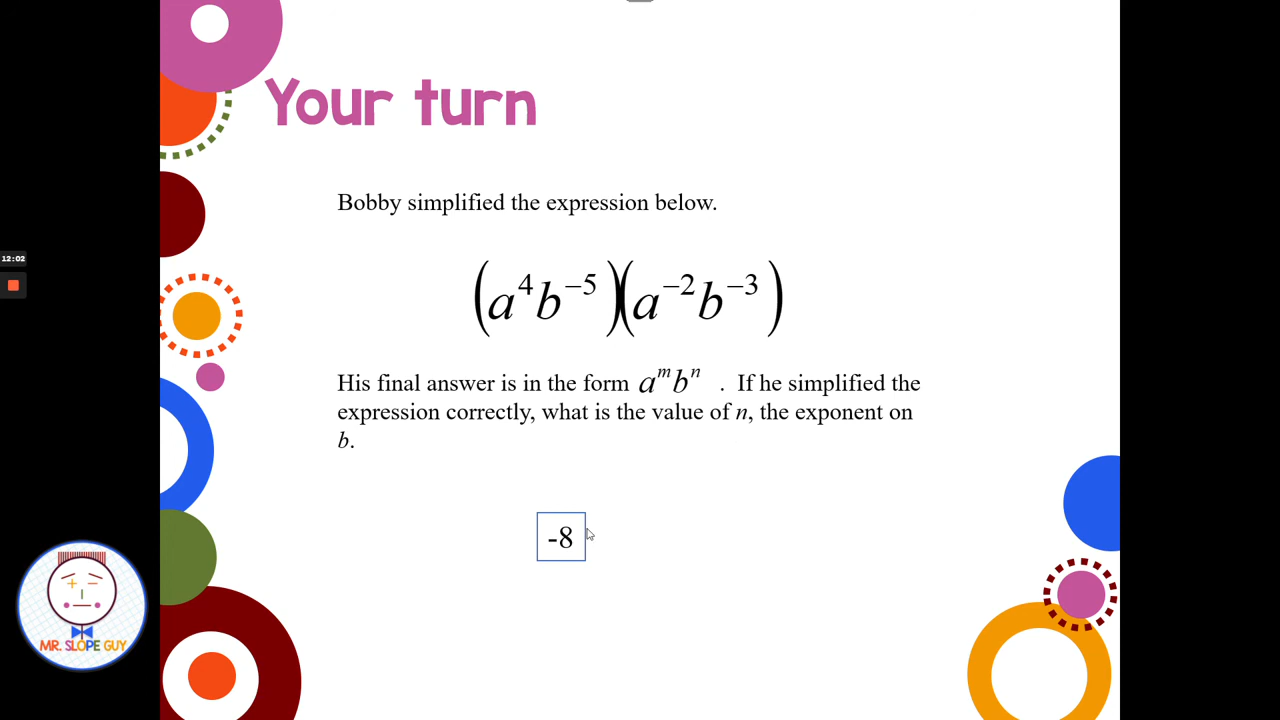 Your turn
Bobby simplified the expression below.
(a⁴b⁻⁵)(a⁻²b⁻³)
His final answer is in the form aᵐbⁿ . If he simplified the
expression correctly, what is the value of n, the exponent on
b.
-8
12:02
MR. SLOPE GUY